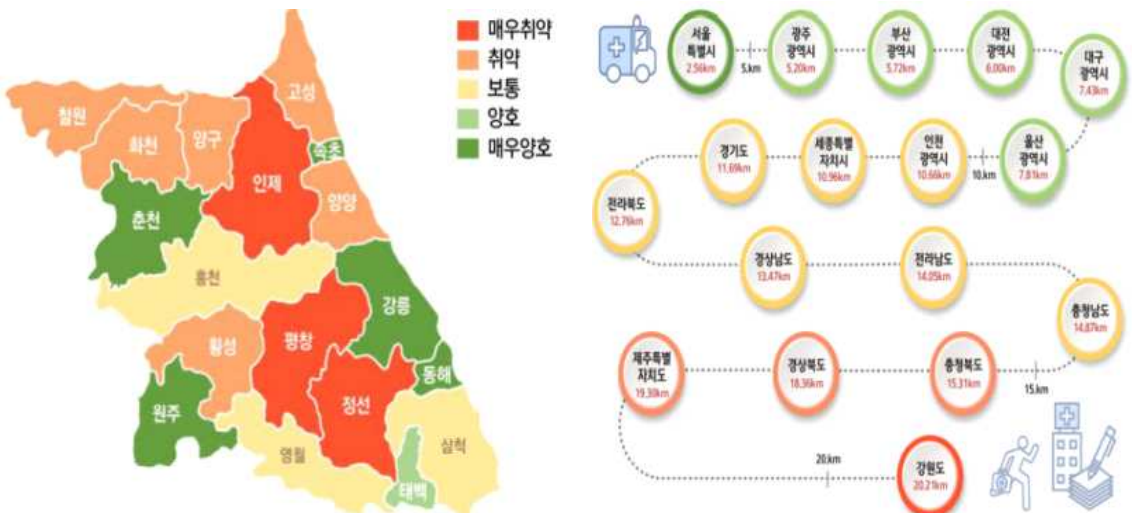 매우취약
취약
보통
양호
매우양호
고성
철원
화천
양구
속초
인제
양양
춘천
홍천
강릉
횡성
평창
동해
원주
정선
영월
삼척
태백
서울
특별시
2.56km
5.km
광주
광역시
5.20km
부산
광역시
5.72km
대전
광역시
6.00km
대구
광역시
7.43km
울산
광역시
7.81km
10.km
인천
광역시
10.66km
세종특별
자치시
10.96km
경기도
11.69km
전라북도
12.76km
경상남도
13.47km
전라남도
14.05km
충청남도
14.87km
15.km
충청북도
15.31km
경상북도
18.36km
제주특별
자치도
19.30km
20.km
강원도
20.21km